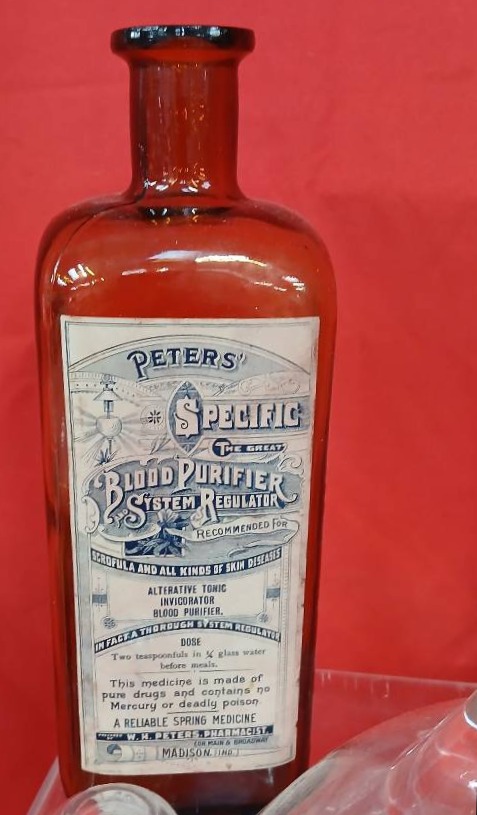 PETERS'
SPECIFIC
THE GREAT
BLOOD PURIFIER
SYSTEM REGULATOR
RECOMMENDED FOR
SCROFULA AND ALL KINDS OF SKIN DISEASES
ALTERATIVE TONIC
INVIGORATOR
BLOOD PURIFIER.
IN FACT A THOROUGH SYSTEM REGULATOR
DOSE
Two teaspoonfuls in ¼ glass water
before meals.
This medicine is made of
pure drugs and contains no
Mercury or deadly poison
A RELIABLE SPRING MEDICINE
PREPARED BY W. H. PETERS, PHARMACIST.
COR MAIN & BROADWAY
MADISON, IND.